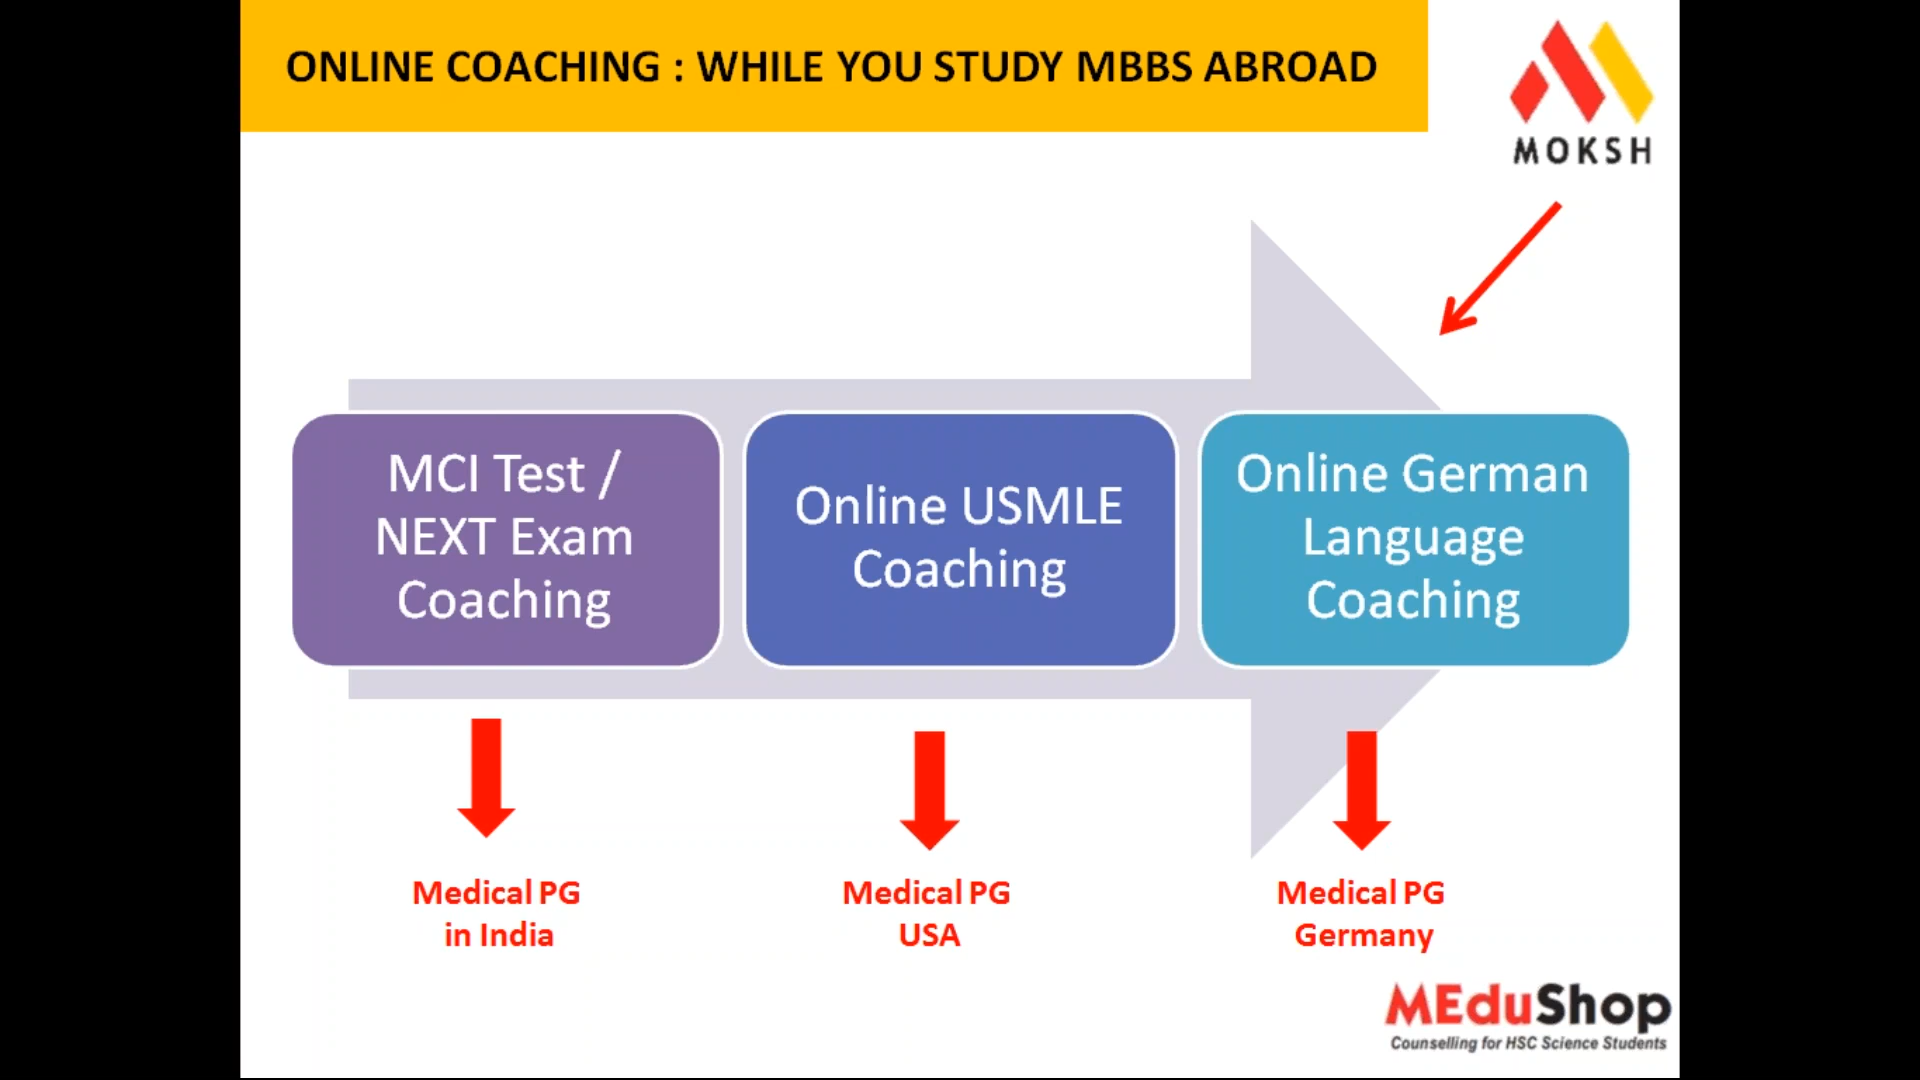 ONLINE COACHING : WHILE YOU STUDY MBBS ABROAD
MOKSH
MCI Test /
NEXT Exam
Coaching
Online USMLE
Coaching
Online German
Language
Coaching
Medical PG
in India
Medical PG
USA
Medical PG
Germany
MEduShop
Counselling for HSC Science Students